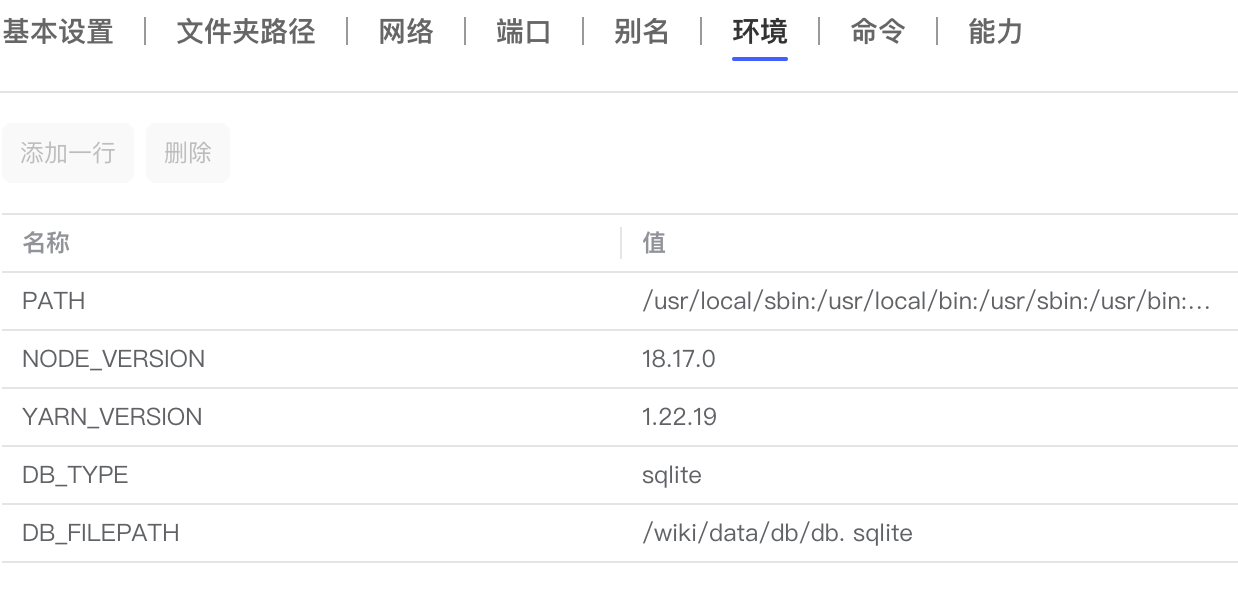 基本设置 | 文件夹路径 | 网络 | 端口 | 别名 | 环境 | 命令 | 能力
添加一行 删除
名称 值
PATH /usr/local/sbin:/usr/local/bin:/usr/sbin:/usr/bin:...
NODE_VERSION 18.17.0
YARN_VERSION 1.22.19
DB_TYPE sqlite
DB_FILEPATH /wiki/data/db/db. sqlite